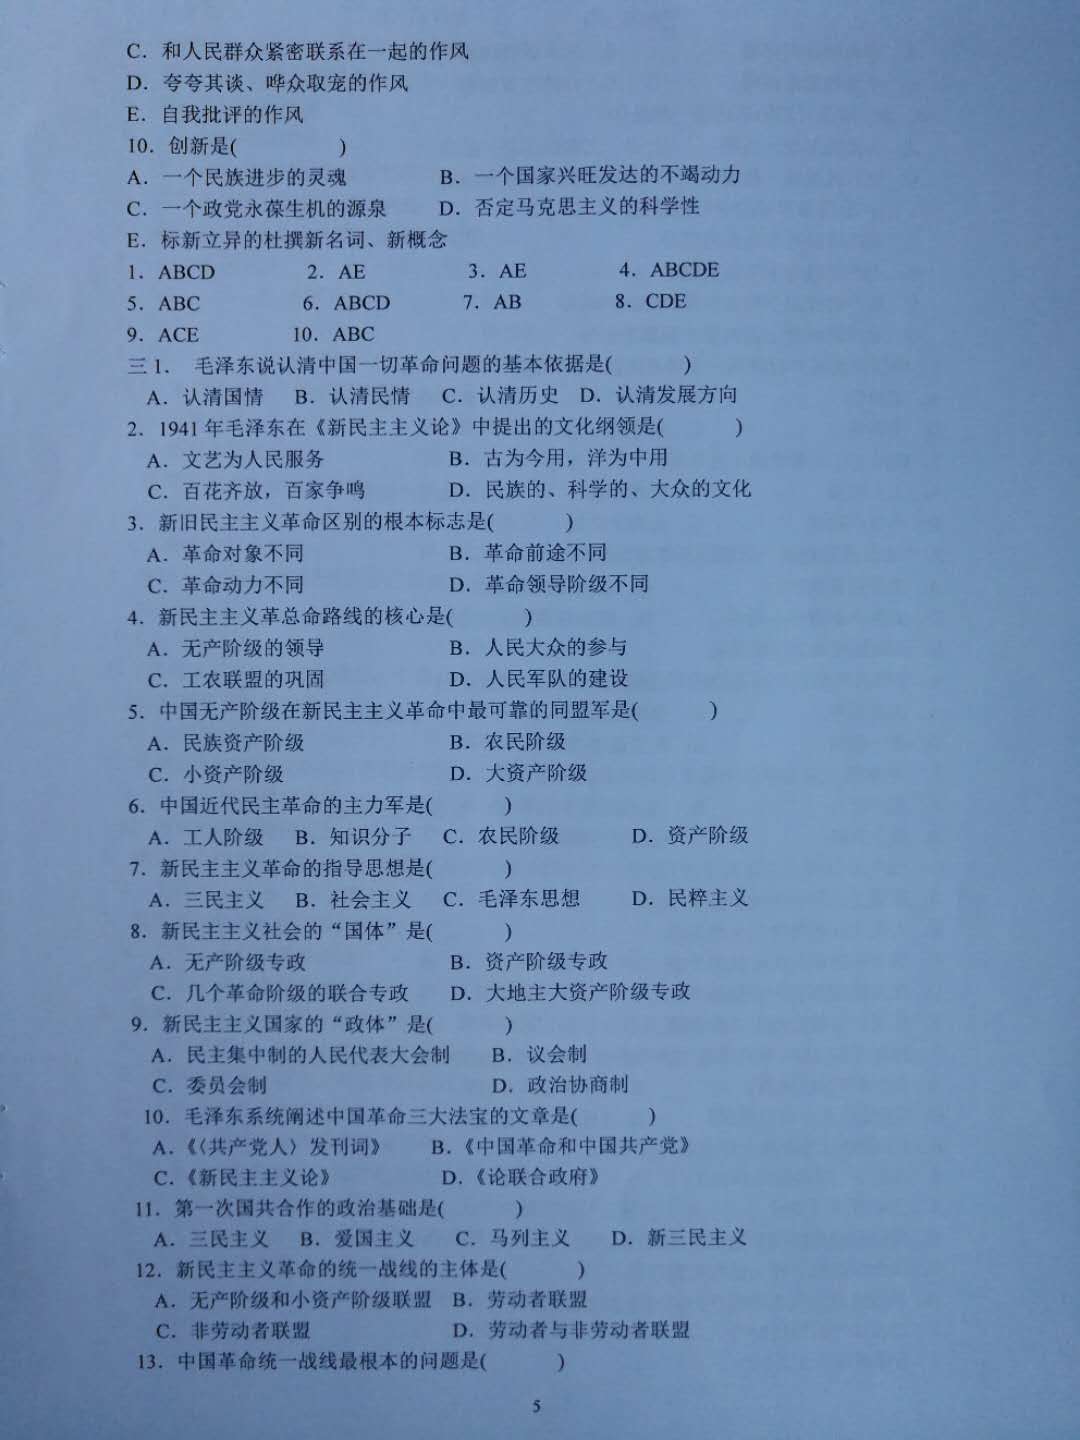 C．和人民群众紧密联系在一起的作风
D．夸夸其谈、哗众取宠的作风
E．自我批评的作风
10．创新是(　　　)
A．一个民族进步的灵魂　　B．一个国家兴旺发达的不竭动力
C．一个政党永葆生机的源泉　　D．否定马克思主义的科学性
E．标新立异的杜撰新名词、新概念
1．ABCD　　2．AE　　3．AE　　4．ABCDE
5．ABC　　6．ABCD　　7．AB　　8．CDE
9．ACE　　10．ABC
三 1．　毛泽东说认清中国一切革命问题的基本依据是(　　　)
A．认清国情　B．认清民情　C．认清历史　D．认清发展方向
2．1941 年毛泽东在《新民主主义论》中提出的文化纲领是(　　　)
A．文艺为人民服务　　B．古为今用，洋为中用
C．百花齐放，百家争鸣　　D．民族的、科学的、大众的文化
3．新旧民主主义革命区别的根本标志是(　　　)
A．革命对象不同　　B．革命前途不同
C．革命动力不同　　D．革命领导阶级不同
4．新民主主义革总命路线的核心是(　　　)
A．无产阶级的领导　　B．人民大众的参与
C．工农联盟的巩固　　D．人民军队的建设
5．中国无产阶级在新民主主义革命中最可靠的同盟军是(　　　)
A．民族资产阶级　　B．农民阶级
C．小资产阶级　　D．大资产阶级
6．中国近代民主革命的主力军是(　　　)
A．工人阶级　B．知识分子　C．农民阶级　　D．资产阶级
7．新民主主义革命的指导思想是(　　　)
A．三民主义　B．社会主义　C．毛泽东思想　　D．民粹主义
8．新民主主义社会的“国体”是(　　　)
A．无产阶级专政　　B．资产阶级专政
C．几个革命阶级的联合专政　　D．大地主大资产阶级专政
9．新民主主义国家的“政体”是(　　　)
A．民主集中制的人民代表大会制　　B．议会制
C．委员会制　　D．政治协商制
10．毛泽东系统阐述中国革命三大法宝的文章是(　　　)
A．《〈共产党人〉发刊词》　　B．《中国革命和中国共产党》
C．《新民主主义论》　　D．《论联合政府》
11．第一次国共合作的政治基础是(　　　)
A．三民主义　B．爱国主义　C．马列主义　D．新三民主义
12．新民主主义革命的统一战线的主体是(　　　)
A．无产阶级和小资产阶级联盟　B．劳动者联盟
C．非劳动者联盟　　D．劳动者与非劳动者联盟
13．中国革命统一战线最根本的问题是(　　　)
5